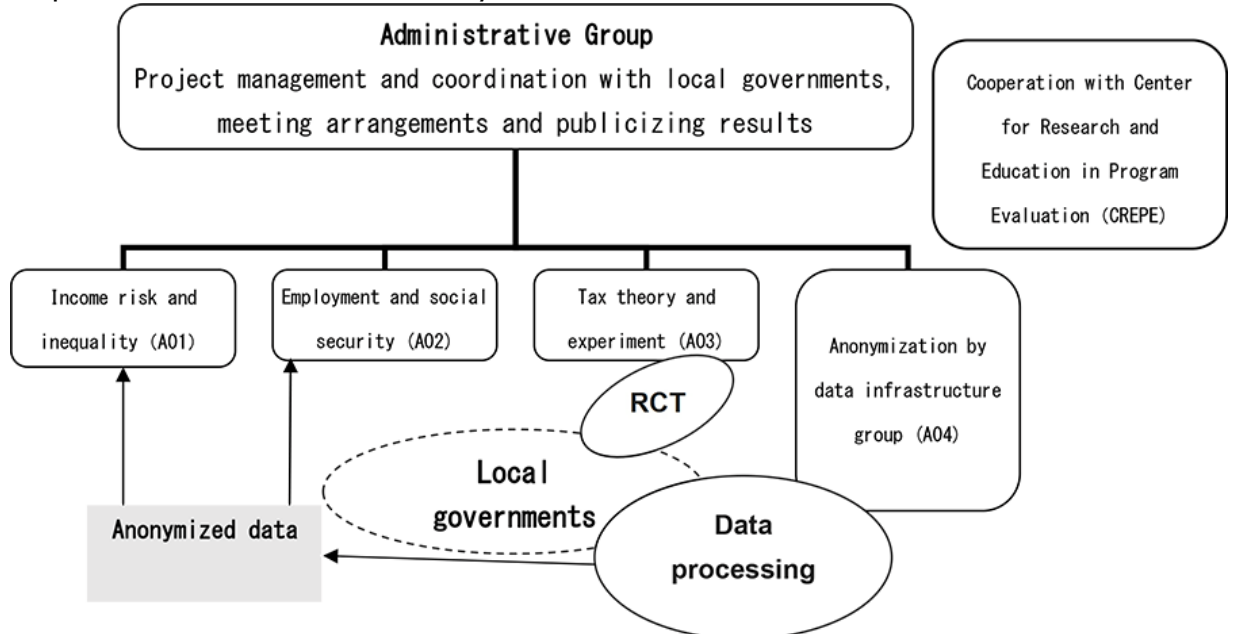 Administrative Group
Project management and coordination with local governments,
meeting arrangements and publicizing results
Cooperation with Center
for Research and
Education in Program
Evaluation (CREPE)
Income risk and
inequality (A01)
Employment and social
security (A02)
Tax theory and
experiment (A03)
Anonymization by
data infrastructure
group (A04)
RCT
Local
governments
Anonymized data
Data
processing